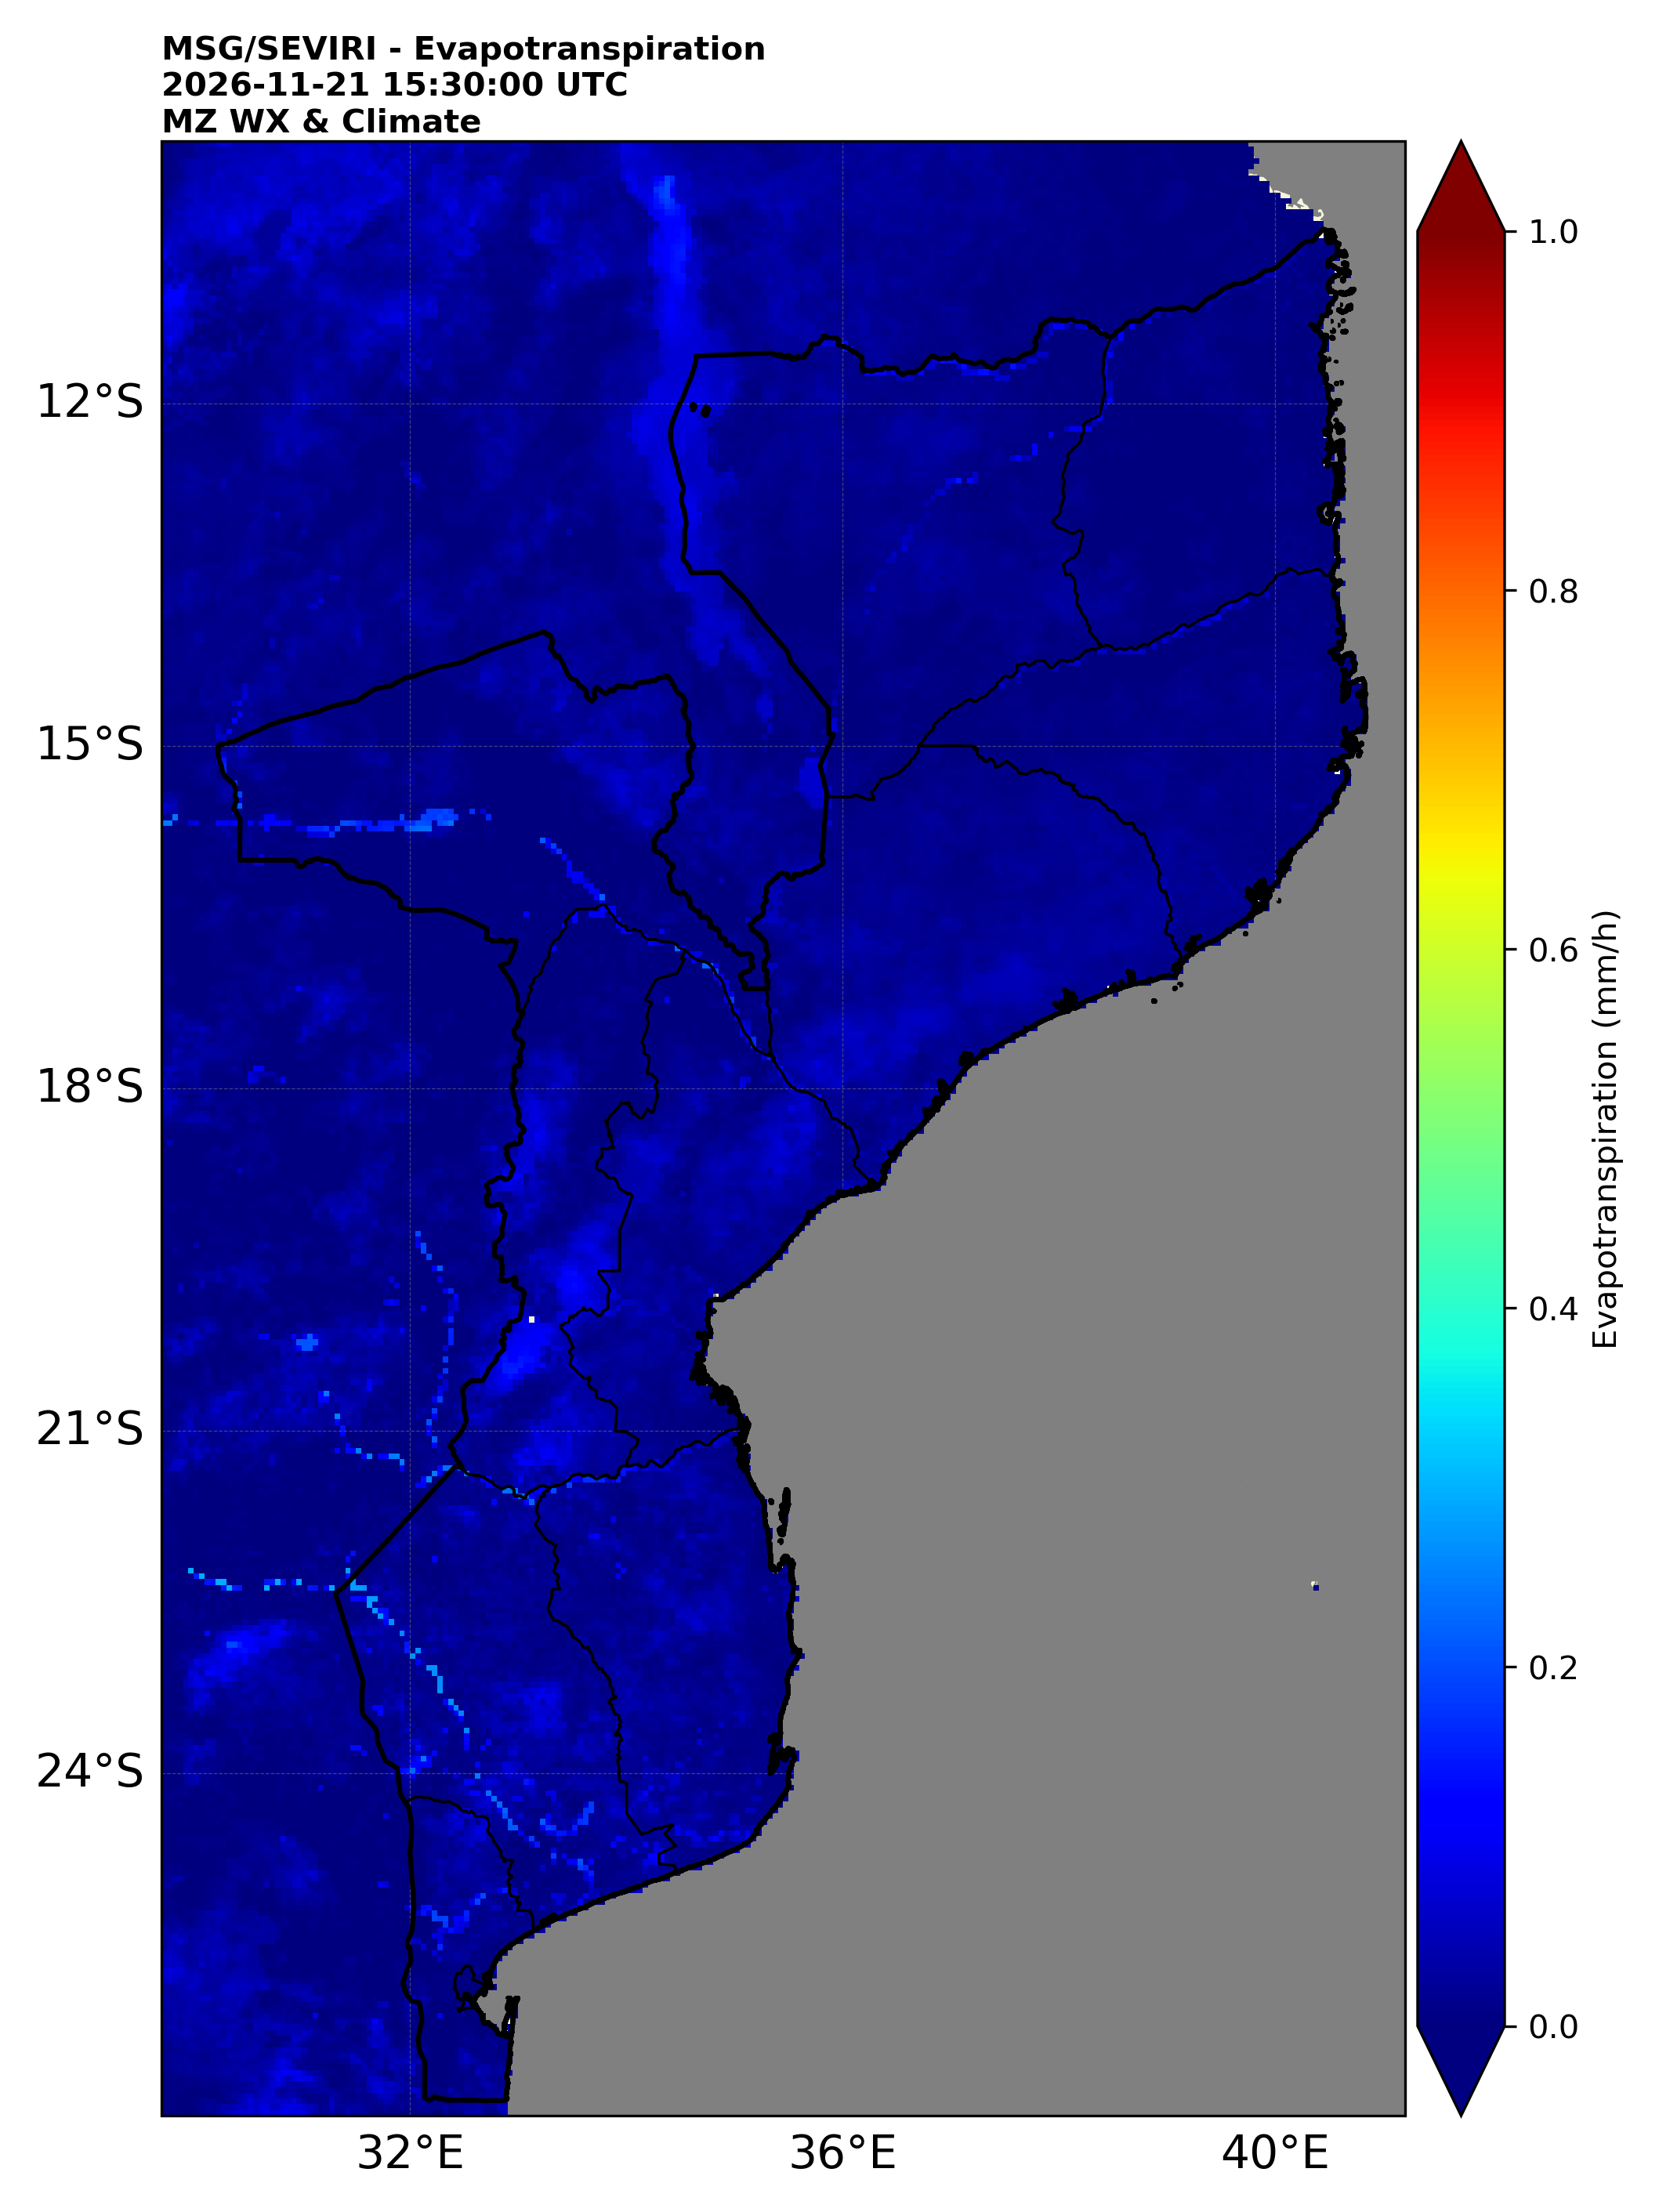 MSG/SEVIRI - Evapotranspiration
2026-11-21 15:30:00 UTC
MZ WX & Climate
12°S
15°S
18°S
21°S
24°S
32°E
36°E
40°E
1.0
0.8
0.6
0.4
0.2
0.0
Evapotranspiration (mm/h)